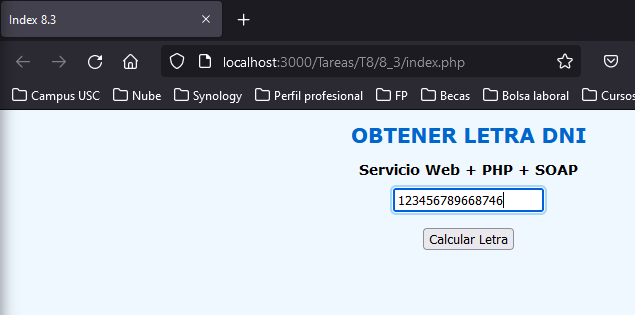 Index 8.3
localhost:3000/Tareas/T8/8_3/index.php
Campus USC Nube Synology Perfil profesional FP Becas Bolsa laboral Cursos
OBTENER LETRA DNI
Servicio Web + PHP + SOAP
123456789668746
Calcular Letra